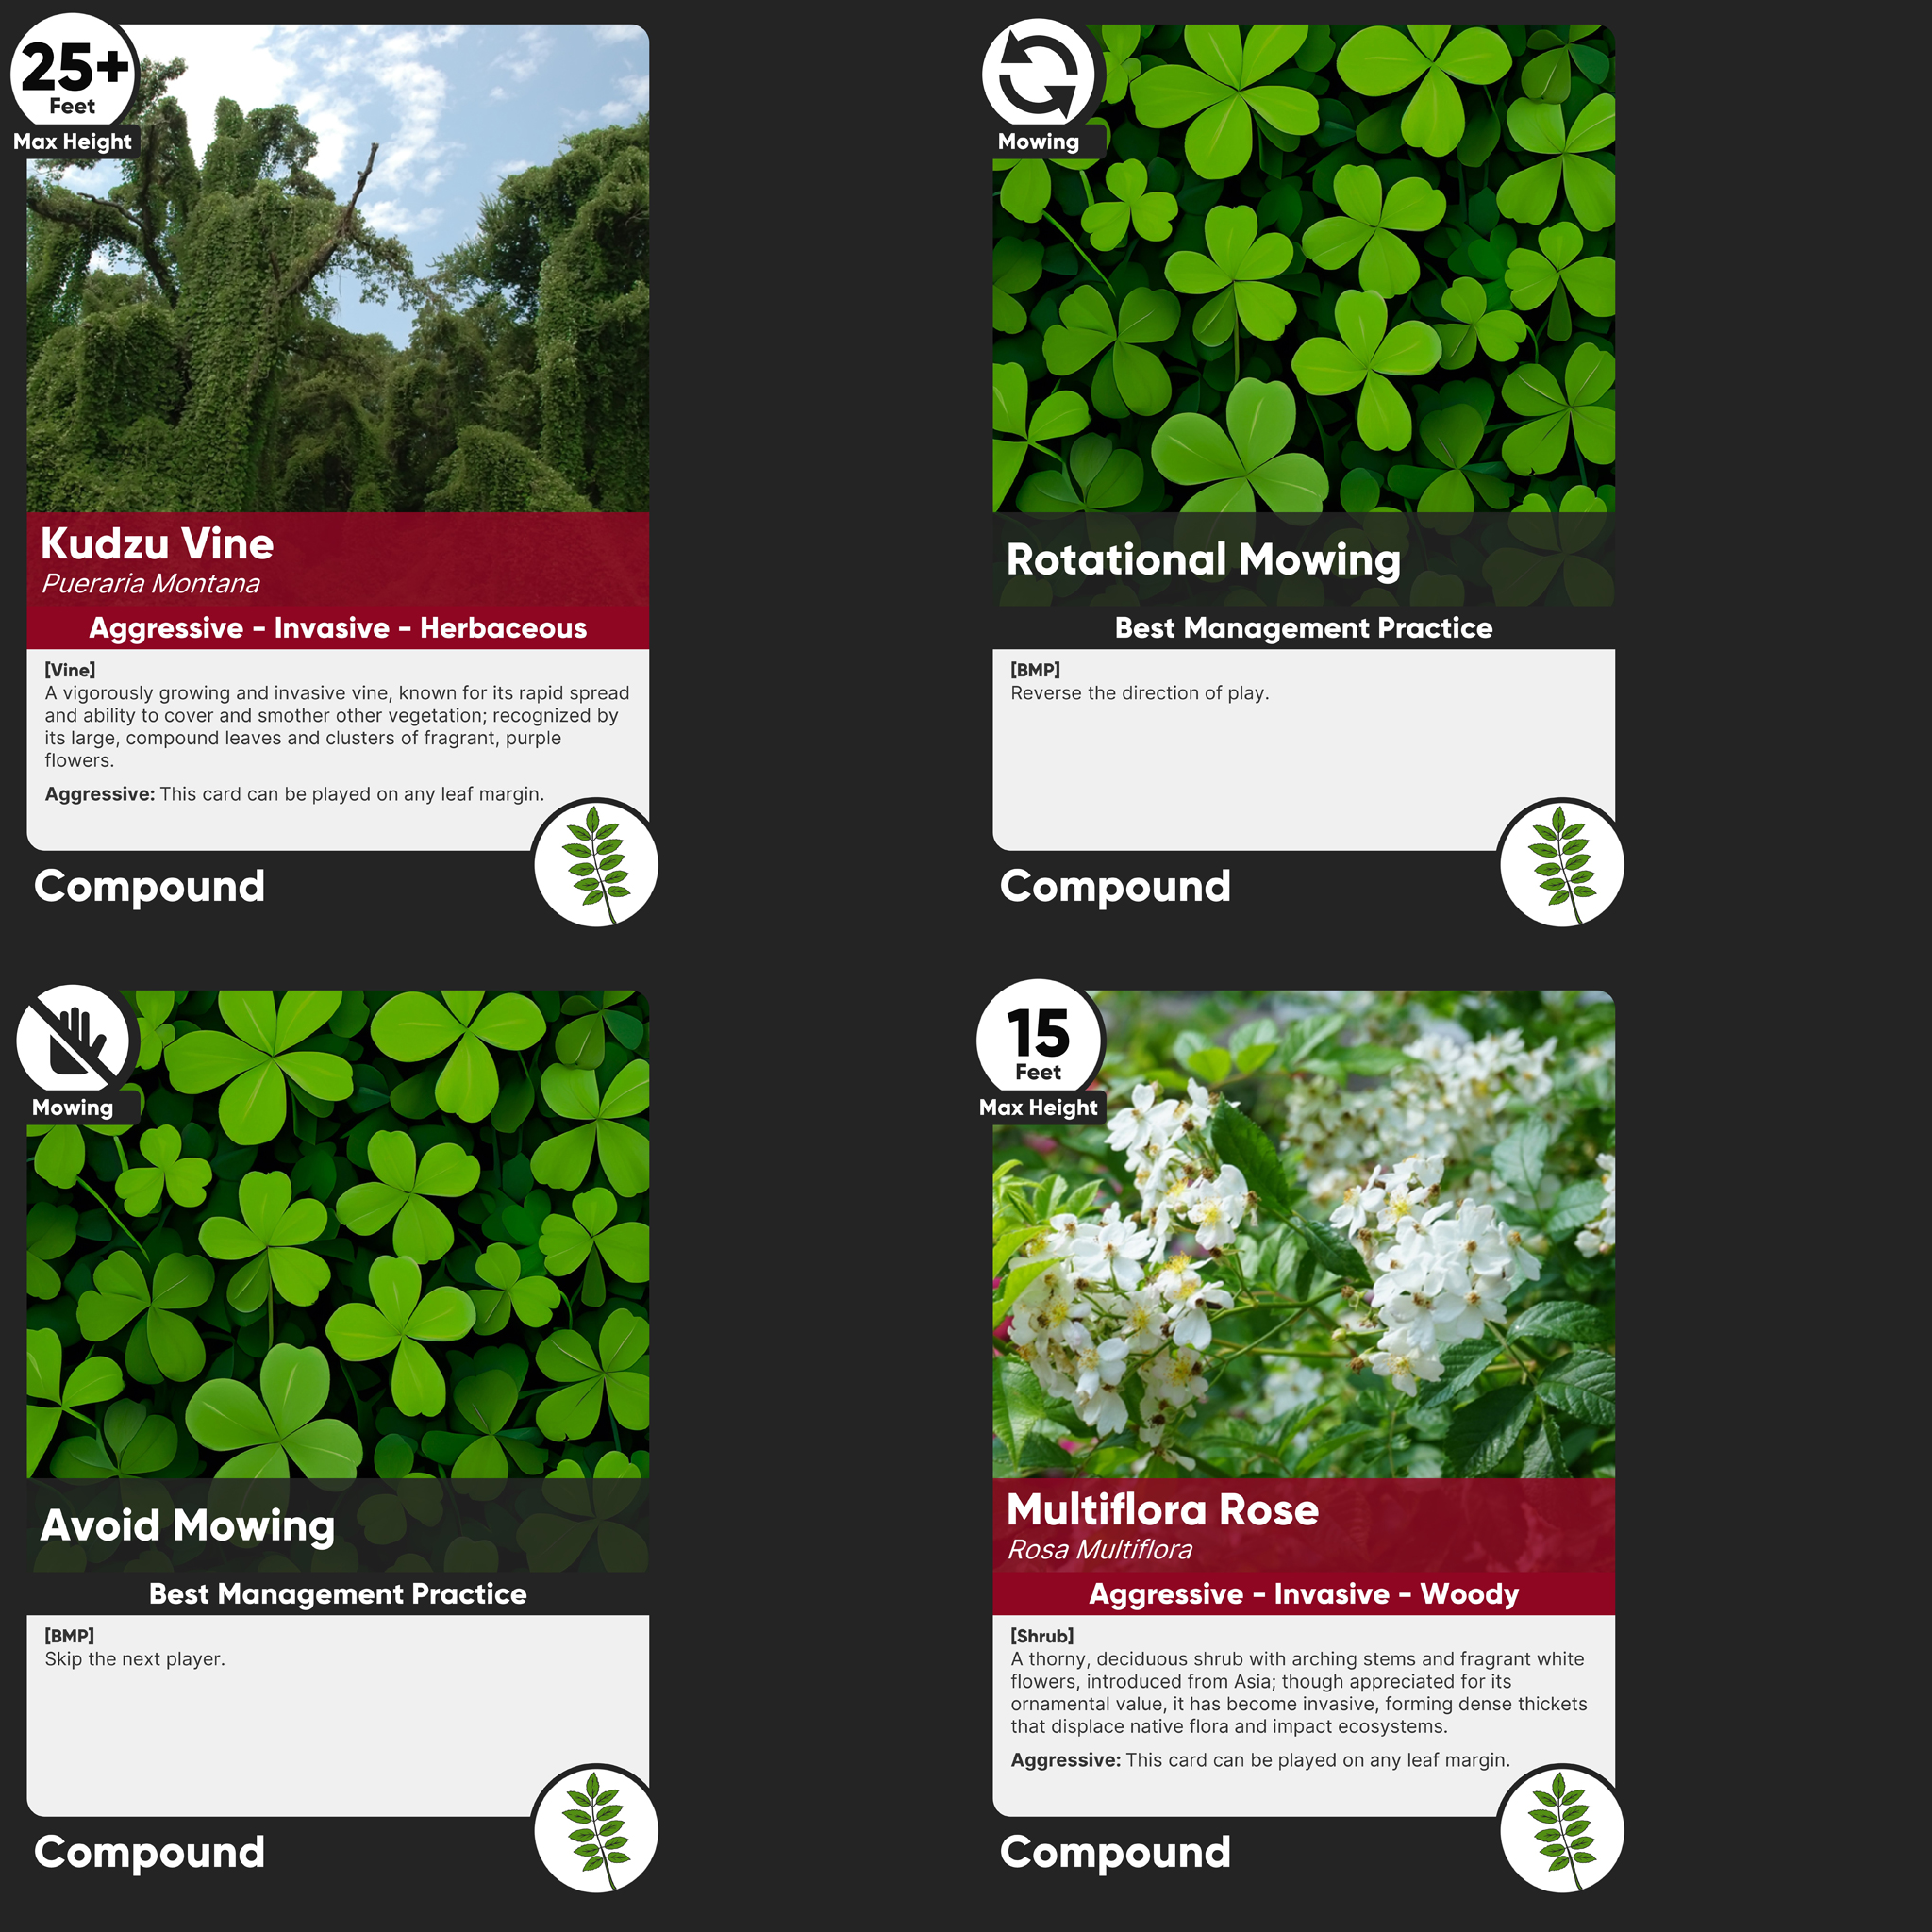 25+
Feet
Max Height
Kudzu Vine
Pueraria Montana
Aggressive - Invasive - Herbaceous
[Vine]
A vigorously growing and invasive vine, known for its rapid spread
and ability to cover and smother other vegetation; recognized by
its large, compound leaves and clusters of fragrant, purple
flowers.
Aggressive: This card can be played on any leaf margin.
Compound
Mowing
Rotational Mowing
Best Management Practice
[BMP]
Reverse the direction of play.
Compound
Mowing
Avoid Mowing
Best Management Practice
[BMP]
Skip the next player.
Compound
15
Feet
Max Height
Multiflora Rose
Rosa Multiflora
Aggressive - Invasive - Woody
[Shrub]
A thorny, deciduous shrub with arching stems and fragrant white
flowers, introduced from Asia; though appreciated for its
ornamental value, it has become invasive, forming dense thickets
that displace native flora and impact ecosystems.
Aggressive: This card can be played on any leaf margin.
Compound